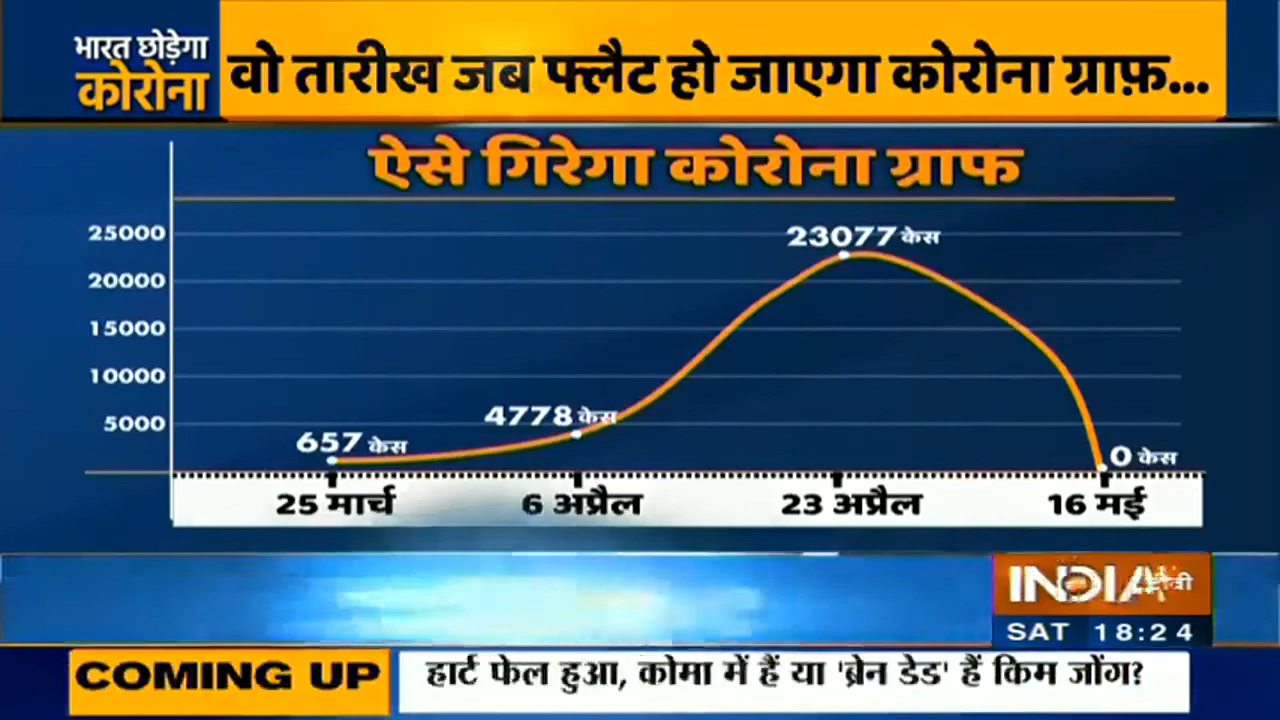 भारत छोड़ेगा
कोरोना
वो तारीख जब फ्लैट हो जाएगा कोरोना ग्राफ़...
ऐसे गिरेगा कोरोना ग्राफ
25000
20000
15000
10000
5000
657 केस
4778 केस
23077 केस
0 केस
25 मार्च
6 अप्रैल
23 अप्रैल
16 मई
INDIA
SAT 18:24
COMING UP
हार्ट फेल हुआ, कोमा में हैं या 'ब्रेन डेड' हैं किम जोंग?